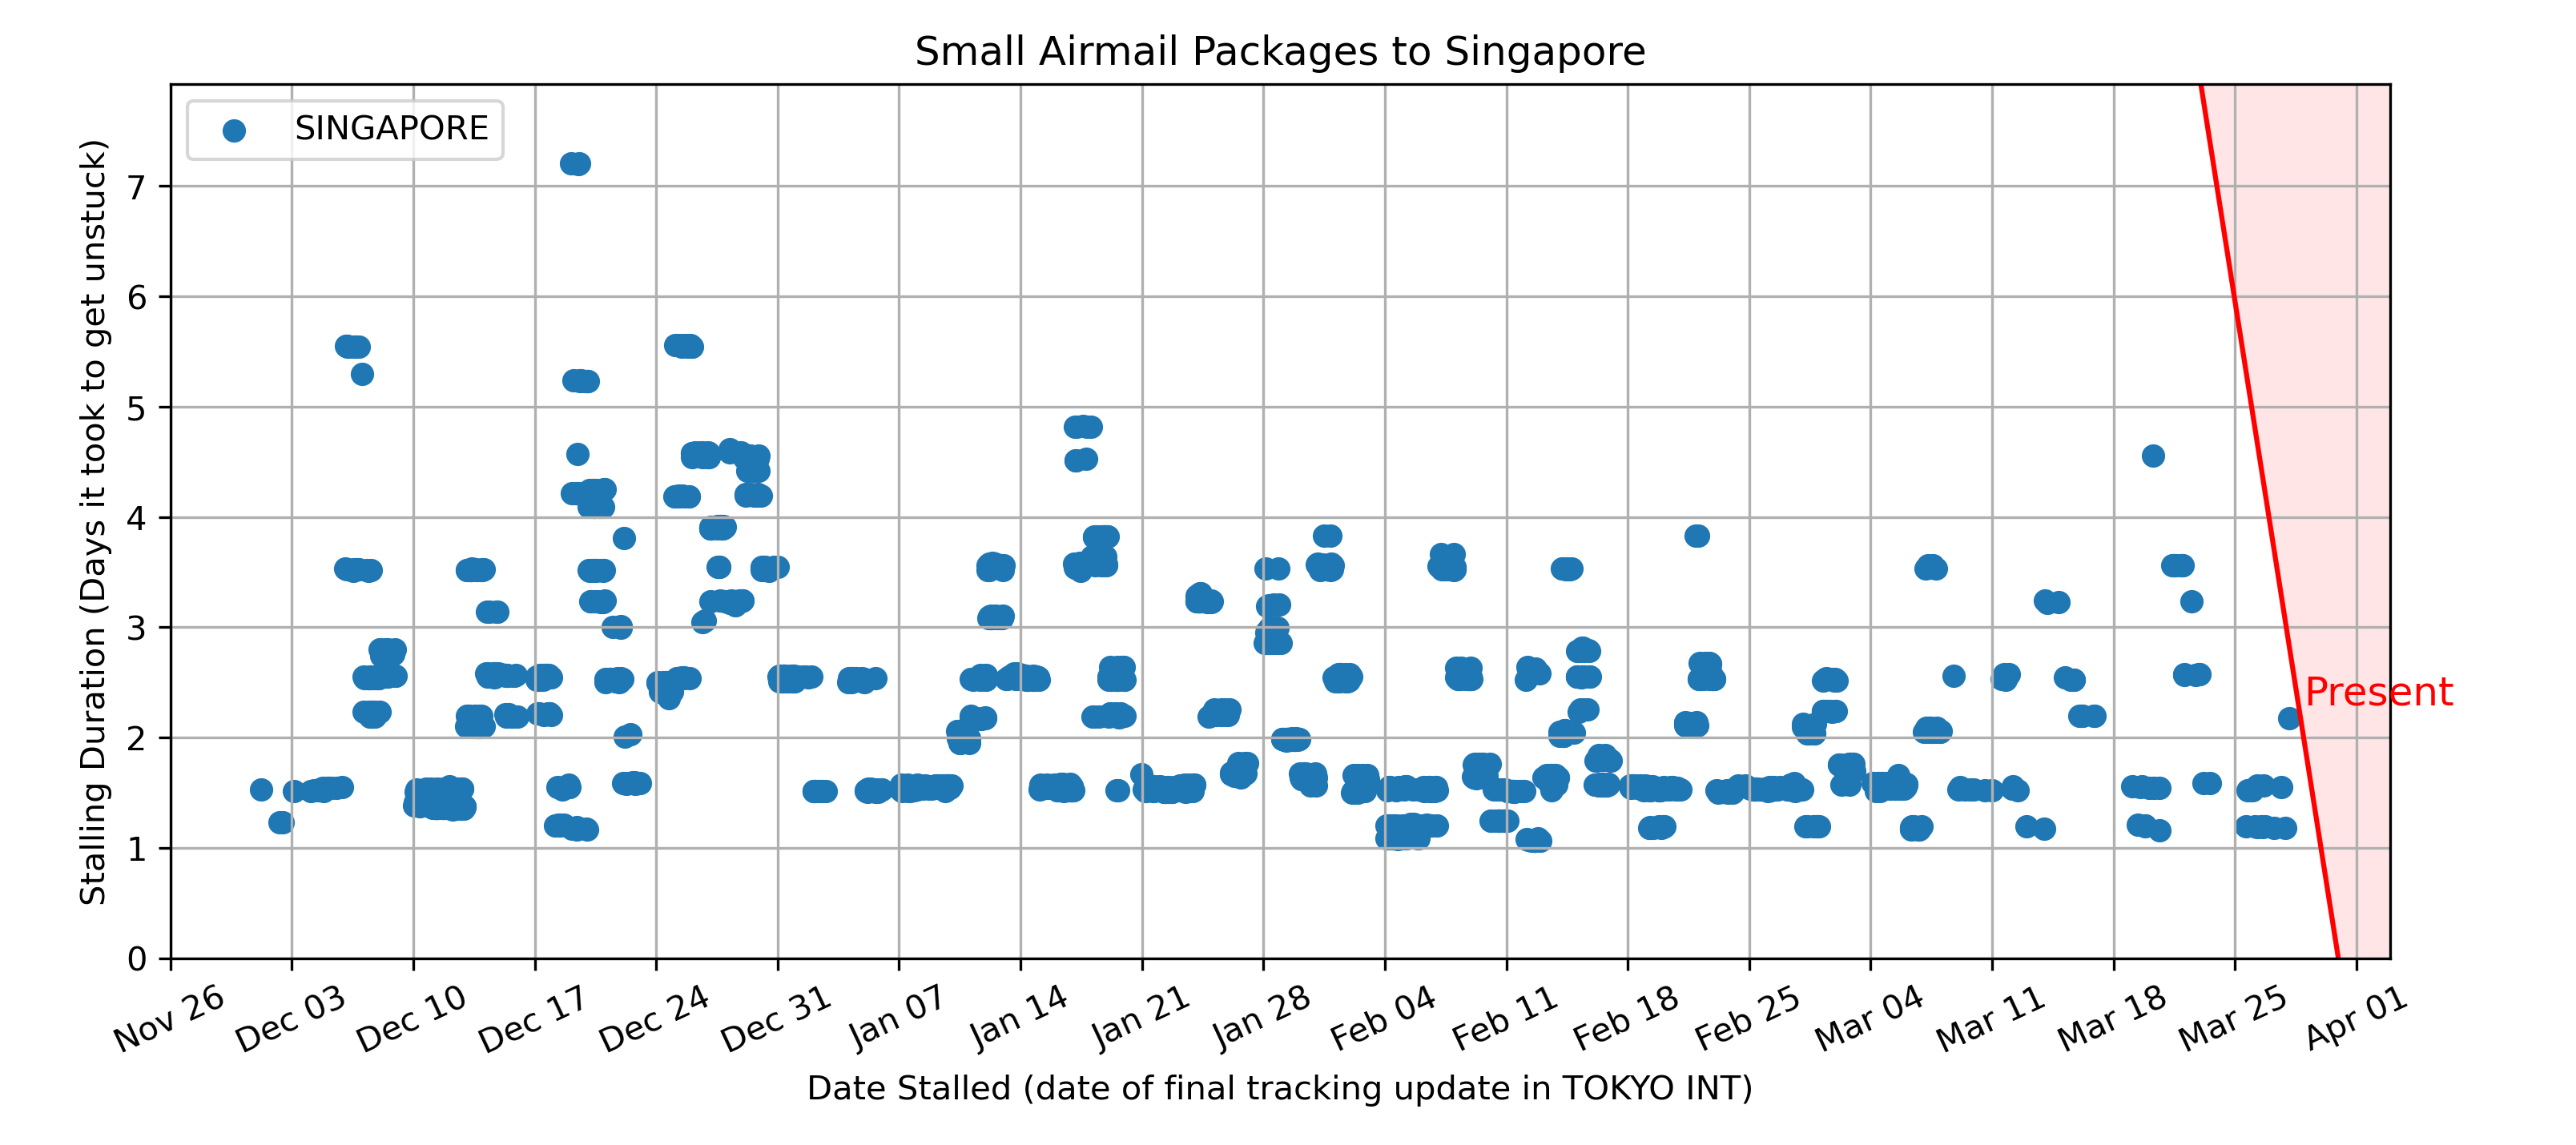 Small Airmail Packages to Singapore
SINGAPORE
Stalling Duration (Days it took to get unstuck)
7
6
5
4
3
2
1
0
Present
Nov 26
Dec 03
Dec 10
Dec 17
Dec 24
Dec 31
Jan 07
Jan 14
Jan 21
Jan 28
Feb 04
Feb 11
Feb 18
Feb 25
Mar 04
Mar 11
Mar 18
Mar 25
Apr 01
Date Stalled (date of final tracking update in TOKYO INT)